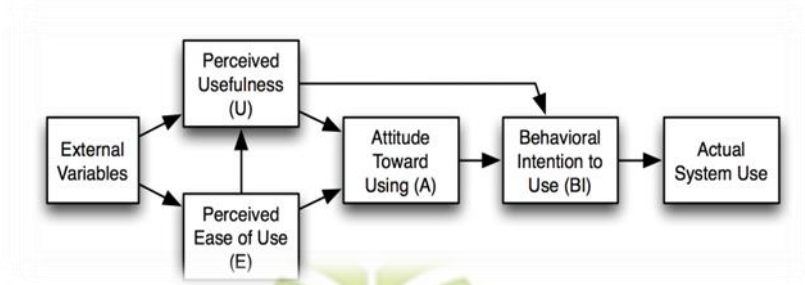 Perceived
Usefulness
(U)
External
Variables
Perceived
Ease of Use
(E)
Attitude
Toward
Using (A)
Behavioral
Intention to
Use (BI)
Actual
System Use